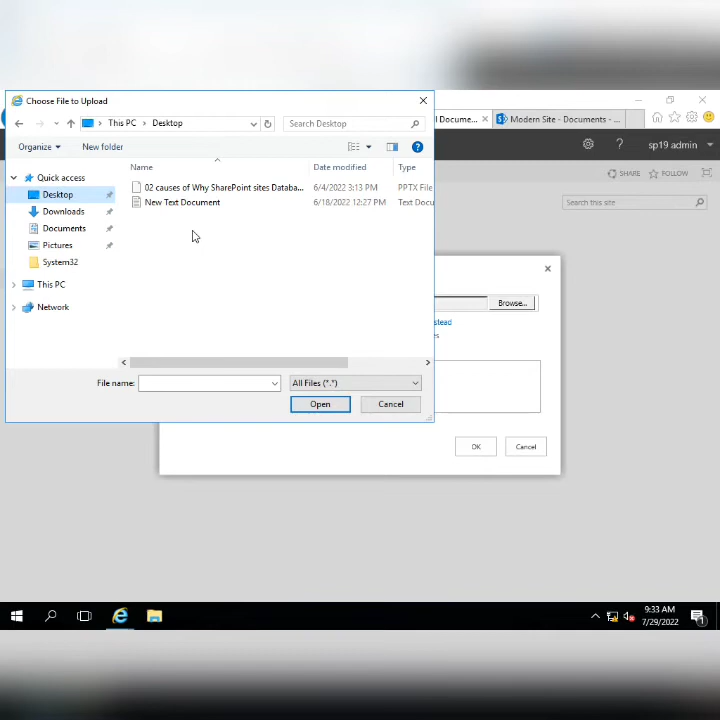 Choose File to Upload
This PC
Desktop
Search Desktop
Organize
New folder
Name
Date modified
Type
Quick access
Desktop
Downloads
Documents
Pictures
System32
This PC
Network
02 causes of Why SharePoint sites Databa...
6/4/2022 3:13 PM
PPTX File
New Text Document
6/18/2022 12:27 PM
Text Docu
File name:
All Files (*.*)
Open
Cancel
l Docume...
Modern Site - Documents - ...
sp19 admin
SHARE
FOLLOW
Search this site
Browse...
stead
es
OK
Cancel
9:33 AM
7/29/2022
1